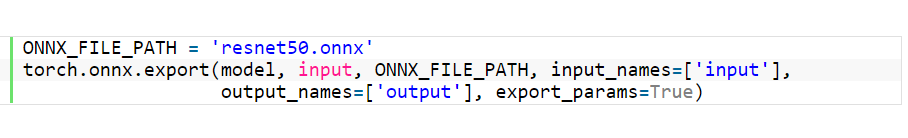 ONNX_FILE_PATH = 'resnet50.onnx'
torch.onnx.export(model, input, ONNX_FILE_PATH, input_names=['input'],
                  output_names=['output'], export_params=True)